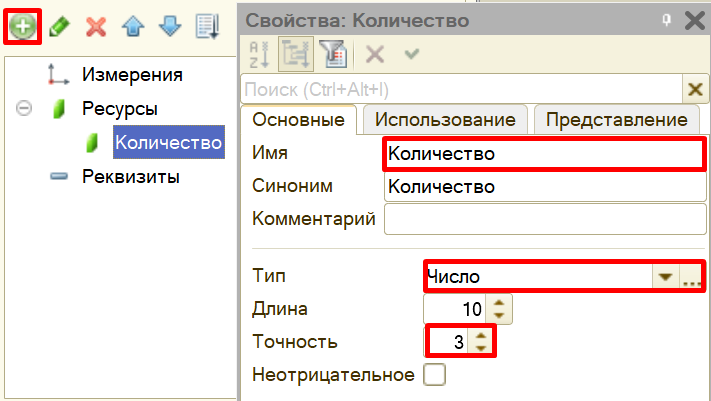 Свойства: Количество
Поиск (Ctrl+Alt+I)
Измерения
Ресурсы
Количество
Реквизиты
Основные Использование Представление
Имя Количество
Синоним Количество
Комментарий
Тип Число ...
Длина 10
Точность 3
Неотрицательное